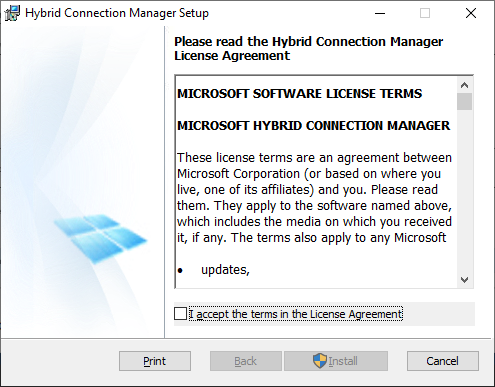 Hybrid Connection Manager Setup
Please read the Hybrid Connection Manager
License Agreement
MICROSOFT SOFTWARE LICENSE TERMS
MICROSOFT HYBRID CONNECTION MANAGER
These license terms are an agreement between
Microsoft Corporation (or based on where you
live, one of its affiliates) and you. Please read
them. They apply to the software named above,
which includes the media on which you received
it, if any. The terms also apply to any Microsoft
• updates,
I accept the terms in the License Agreement
Print Back Install Cancel